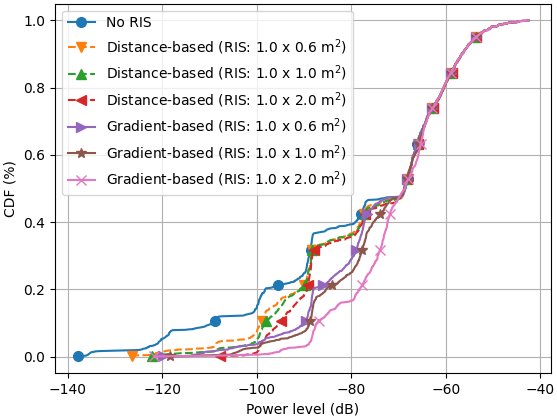 1.0
0.8
0.6
0.4
0.2
0.0
CDF (%)
No RIS
Distance-based (RIS: 1.0 x 0.6 m²)
Distance-based (RIS: 1.0 x 1.0 m²)
Distance-based (RIS: 1.0 x 2.0 m²)
Gradient-based (RIS: 1.0 x 0.6 m²)
Gradient-based (RIS: 1.0 x 1.0 m²)
Gradient-based (RIS: 1.0 x 2.0 m²)
−140 −120 −100 −80 −60 −40
Power level (dB)